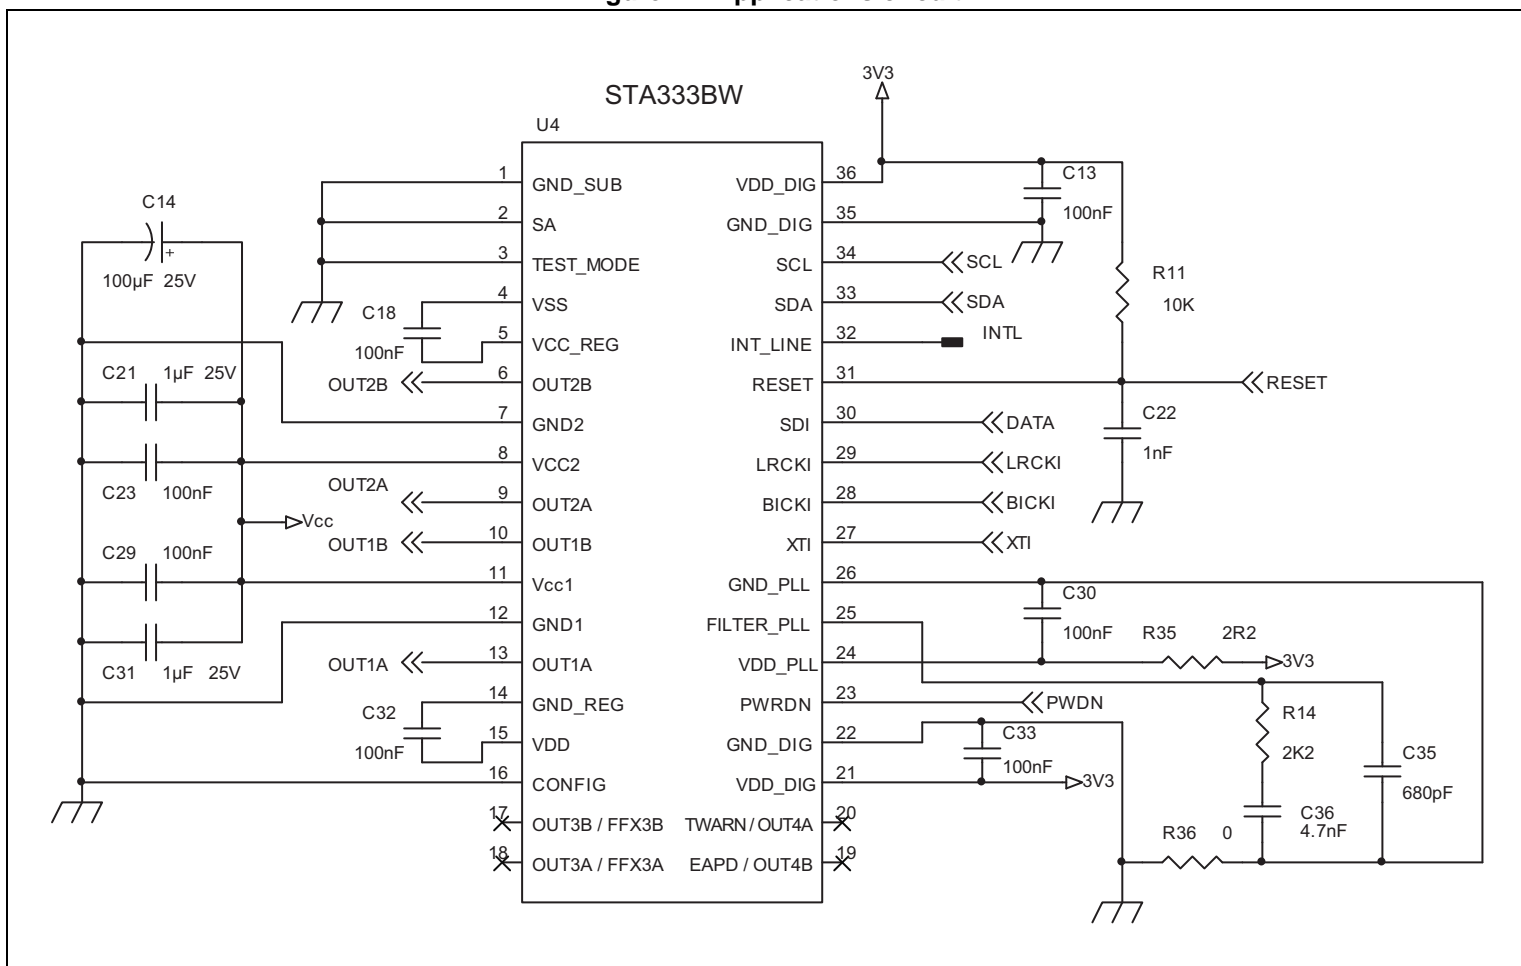 3V3
STA333BW
U4
1 GND_SUB
2 SA
3 TEST_MODE
4 VSS
5 VCC_REG
6 OUT2B
7 GND2
8 VCC2
9 OUT2A
10 OUT1B
11 Vcc1
12 GND1
13 OUT1A
14 GND_REG
15 VDD
16 CONFIG
17 OUT3B / FFX3B
18 OUT3A / FFX3A
VDD_DIG 36
GND_DIG 35
SCL 34
SDA 33
INT_LINE 32
RESET 31
SDI 30
LRCKI 29
BICKI 28
XTI 27
GND_PLL 26
FILTER_PLL 25
VDD_PLL 24
PWRDN 23
GND_DIG 22
VDD_DIG 21
TWARN / OUT4A 20
EAPD / OUT4B 19
C14
100µF 25V
C18
100nF
OUT2B
C21 1µF 25V
C23 100nF
OUT2A
Vcc
OUT1B
C29 100nF
C31 1µF 25V
OUT1A
C32
100nF
C13
100nF
SCL
SDA
INTL
R11
10K
RESET
DATA
C22
1nF
LRCKI
BICKI
XTI
C30
100nF
R35 2R2
3V3
PWDN
R14
2K2
C33
100nF
3V3
C35
680pF
C36
4.7nF
R36 0